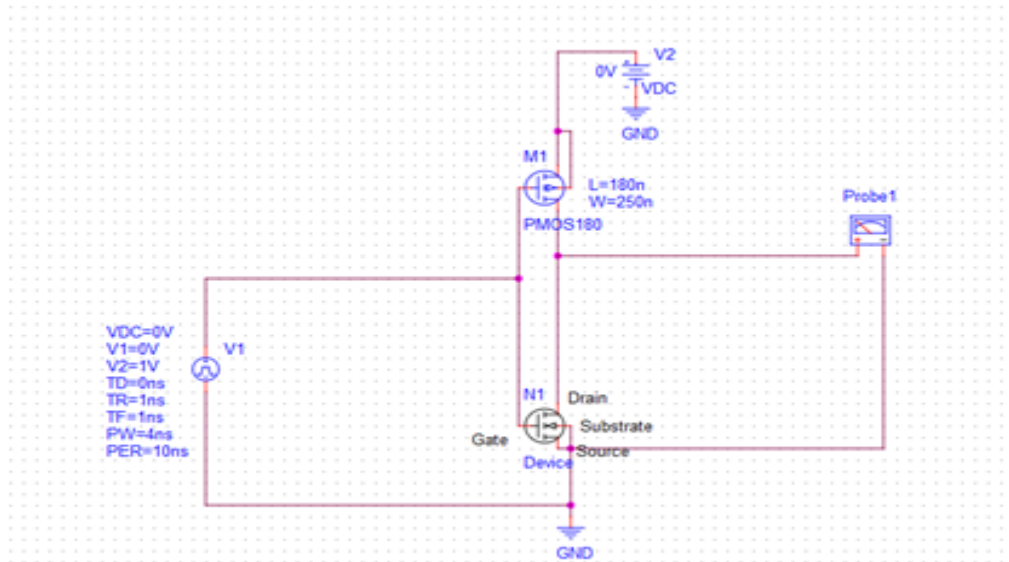 V2
0V
+
-
VDC
GND
M1
L=180n
W=250n
PMOS180
Probe1
+ -
VDC=0V
V1=0V
V2=1V
TD=0ns
TR=1ns
TF=1ns
PW=4ns
PER=10ns
V1
N1
Drain
Gate
Substrate
Source
Device
GND